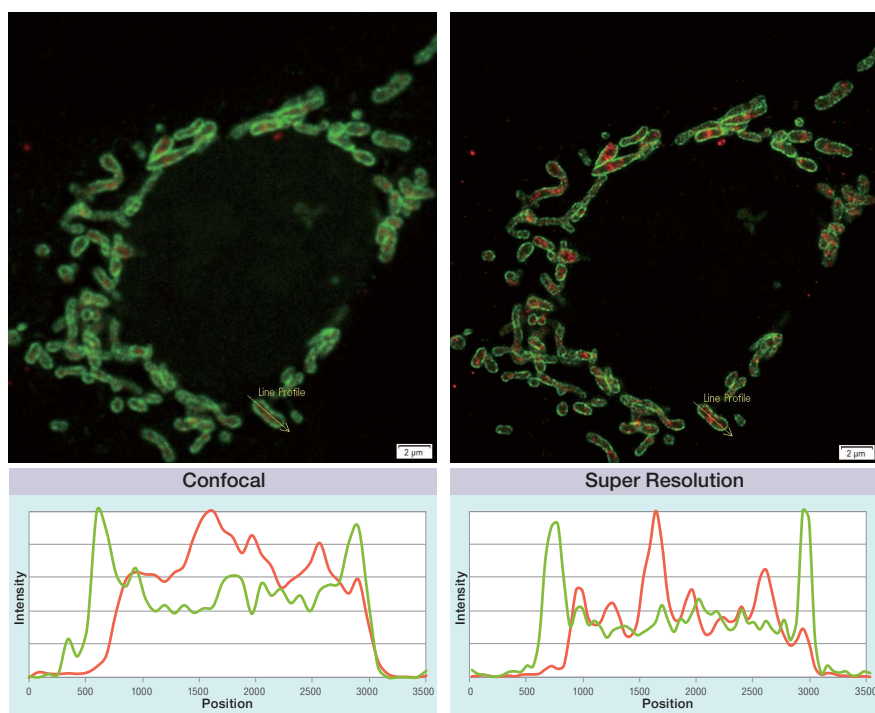 Line Profile
2 µm
Line Profile
2 µm
Confocal
Super Resolution
Intensity
0 500 1000 1500 2000 2500 3000 3500
Position
Intensity
0 500 1000 1500 2000 2500 3000 3500
Position